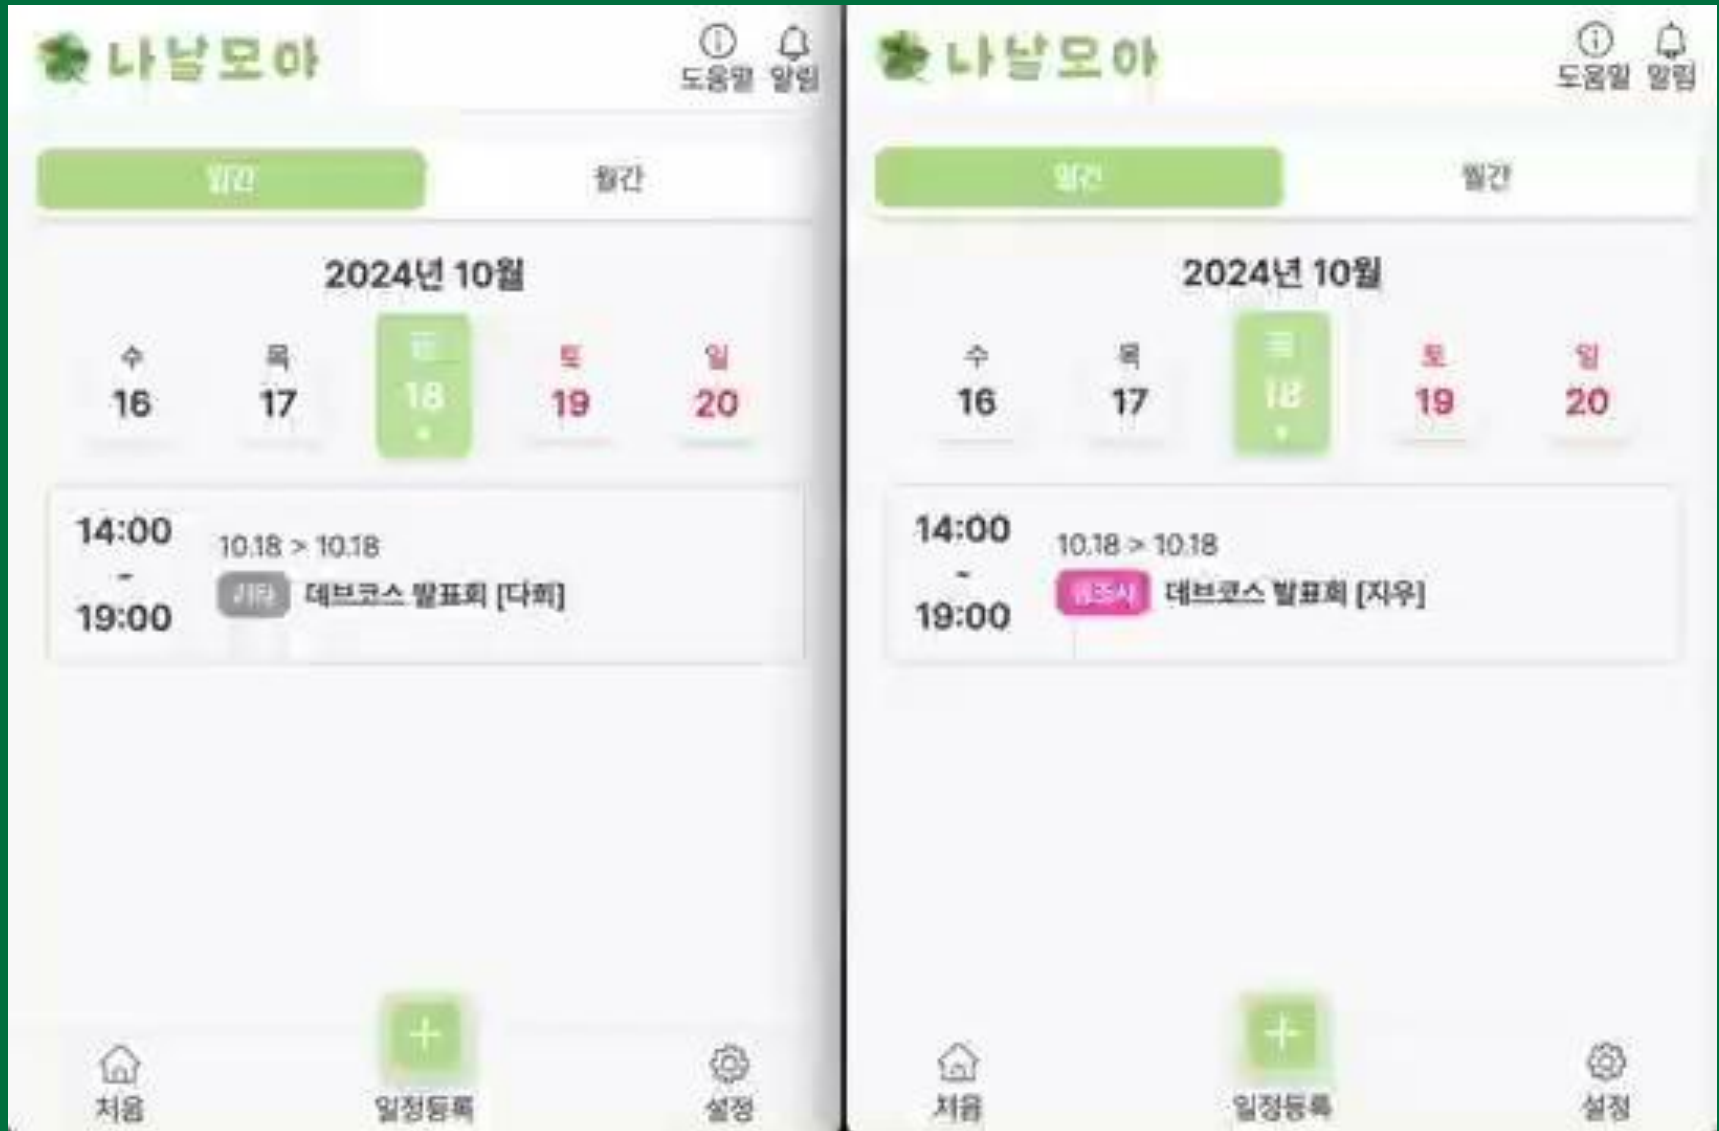 나날모아
도움말 알림
일간 월간
2024년 10월
수 목 금 토 일
16 17 18 19 20
14:00
~
19:00
10.18 > 10.18
기타 데브코스 발표회 [다희]
처음 일정등록 설정
나날모아
도움말 알림
일간 월간
2024년 10월
수 목 금 토 일
16 17 18 19 20
14:00
~
19:00
10.18 > 10.18
경조사 데브코스 발표회 [지우]
처음 일정등록 설정